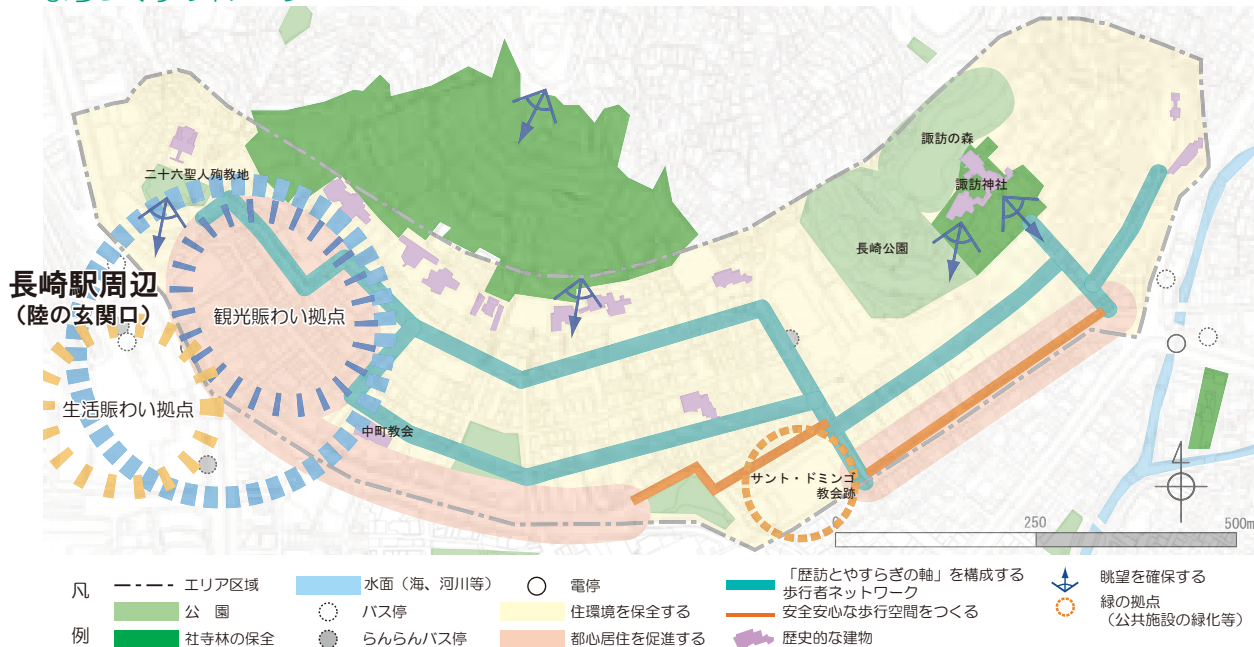 諏訪の森
二十六聖人殉教地
諏訪神社
長崎公園
長崎駅周辺
（陸の玄関口）
観光賑わい拠点
生活賑わい拠点
中町教会
サント・ドミンゴ
教会跡
0 250 500m
凡
例
エリア区域
公園
社寺林の保全
水面（海、河川等）
バス停
らんらんバス停
電停
住環境を保全する
都心居住を促進する
「歴訪とやすらぎの軸」を構成する
歩行者ネットワーク
安全安心な歩行空間をつくる
歴史的な建物
眺望を確保する
緑の拠点
（公共施設の緑化等）